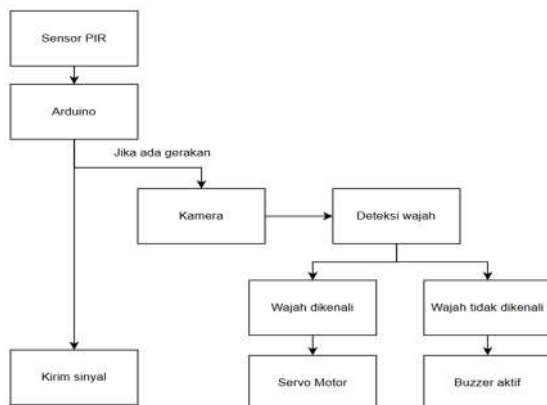 Sensor PIR
Arduino
Jika ada gerakan
Kamera
Deteksi wajah
Wajah dikenali
Wajah tidak dikenali
Kirim sinyal
Servo Motor
Buzzer aktif